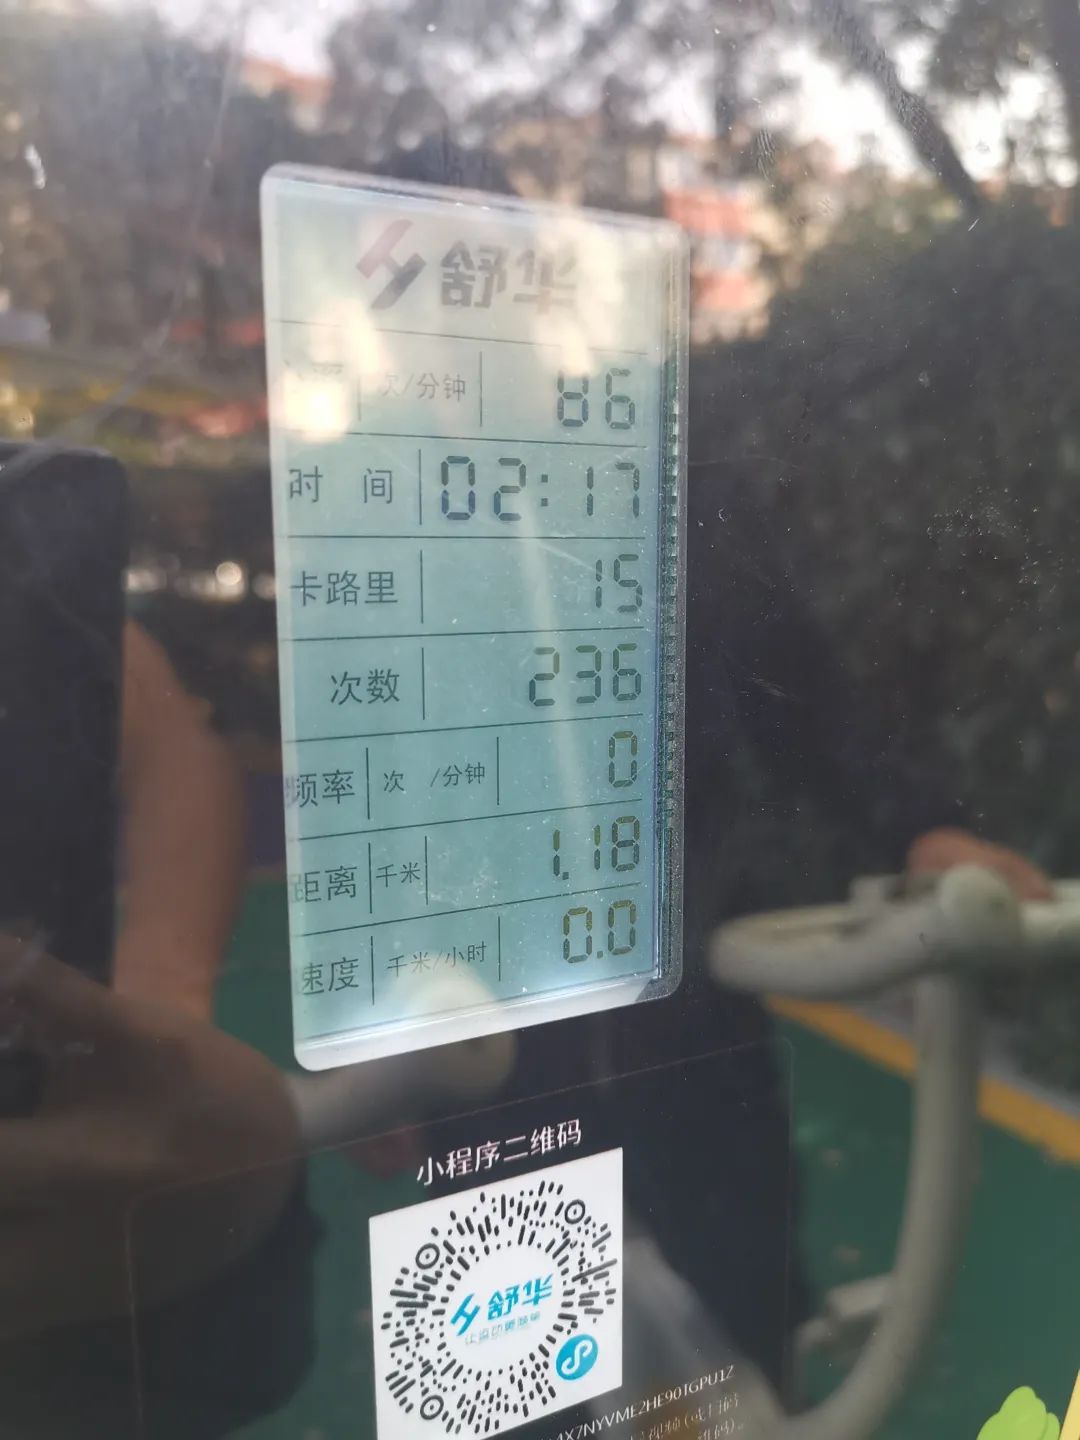 舒华
次/分钟 86
时 间 02:17
卡路里 15
次数 236
频率 次 /分钟 0
距离 千米 1.18
速度 千米/小时 0.0
小程序二维码
舒华
4X7NYVME2HE90TGPU1Z